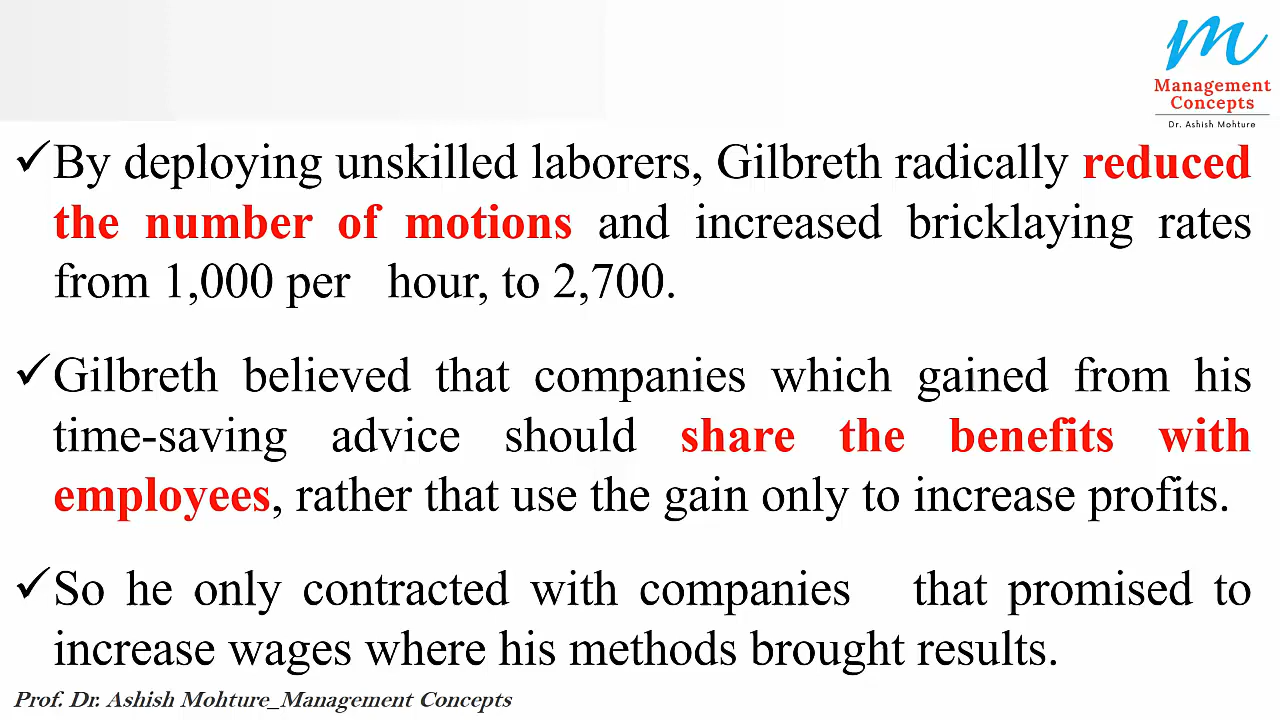 m
Management
Concepts
Dr. Ashish Mohture
✓By deploying unskilled laborers, Gilbreth radically reduced
the number of motions and increased bricklaying rates
from 1,000 per hour, to 2,700.
✓Gilbreth believed that companies which gained from his
time-saving advice should share the benefits with
employees, rather that use the gain only to increase profits.
✓So he only contracted with companies that promised to
increase wages where his methods brought results.
Prof. Dr. Ashish Mohture_Management Concepts